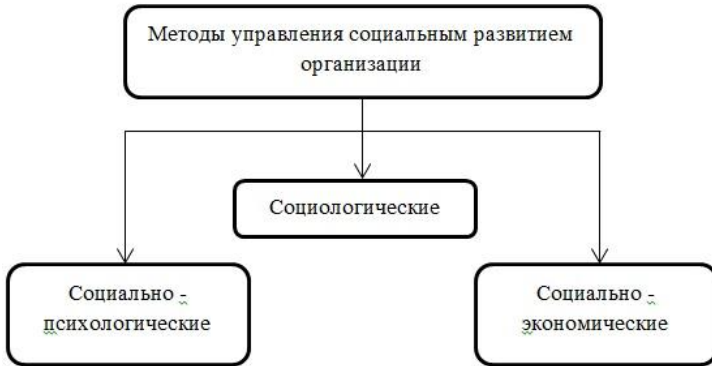 Методы управления социальным развитием
организации
Социологические
Социально -
психологические
Социально -
экономические